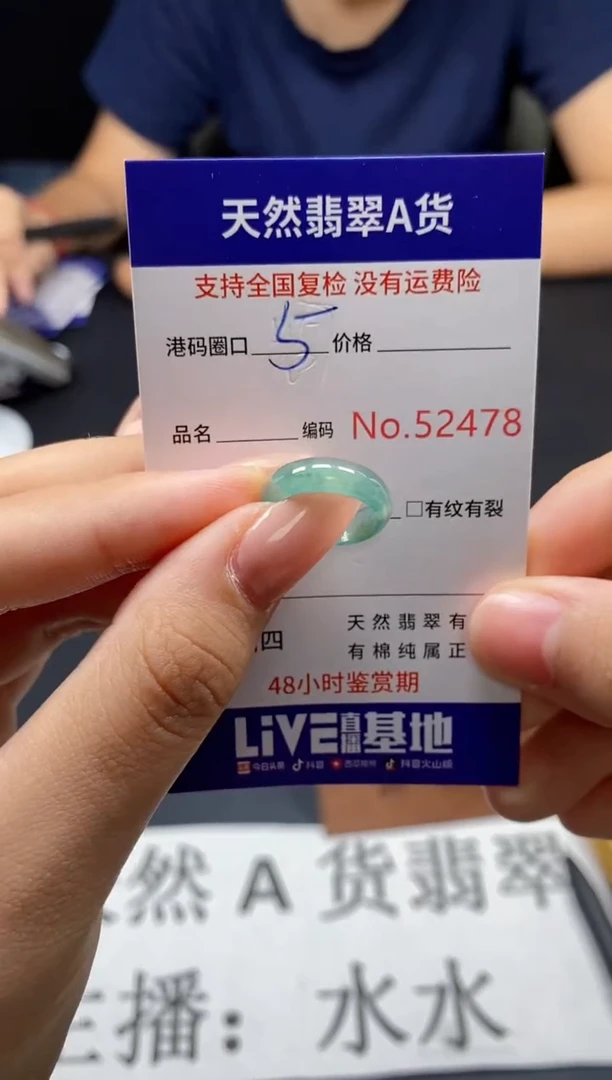 天然翡翠A货
支持全国复检 没有运费险
港码圈口 5 价格
品名 编码 No.52478
□有纹有裂
四 天然翡翠有
有棉纯属正
48小时鉴赏期
LiVE直播基地
今日头条 抖音 西瓜视频 抖音火山版
然 A 货翡翠
主播：水水